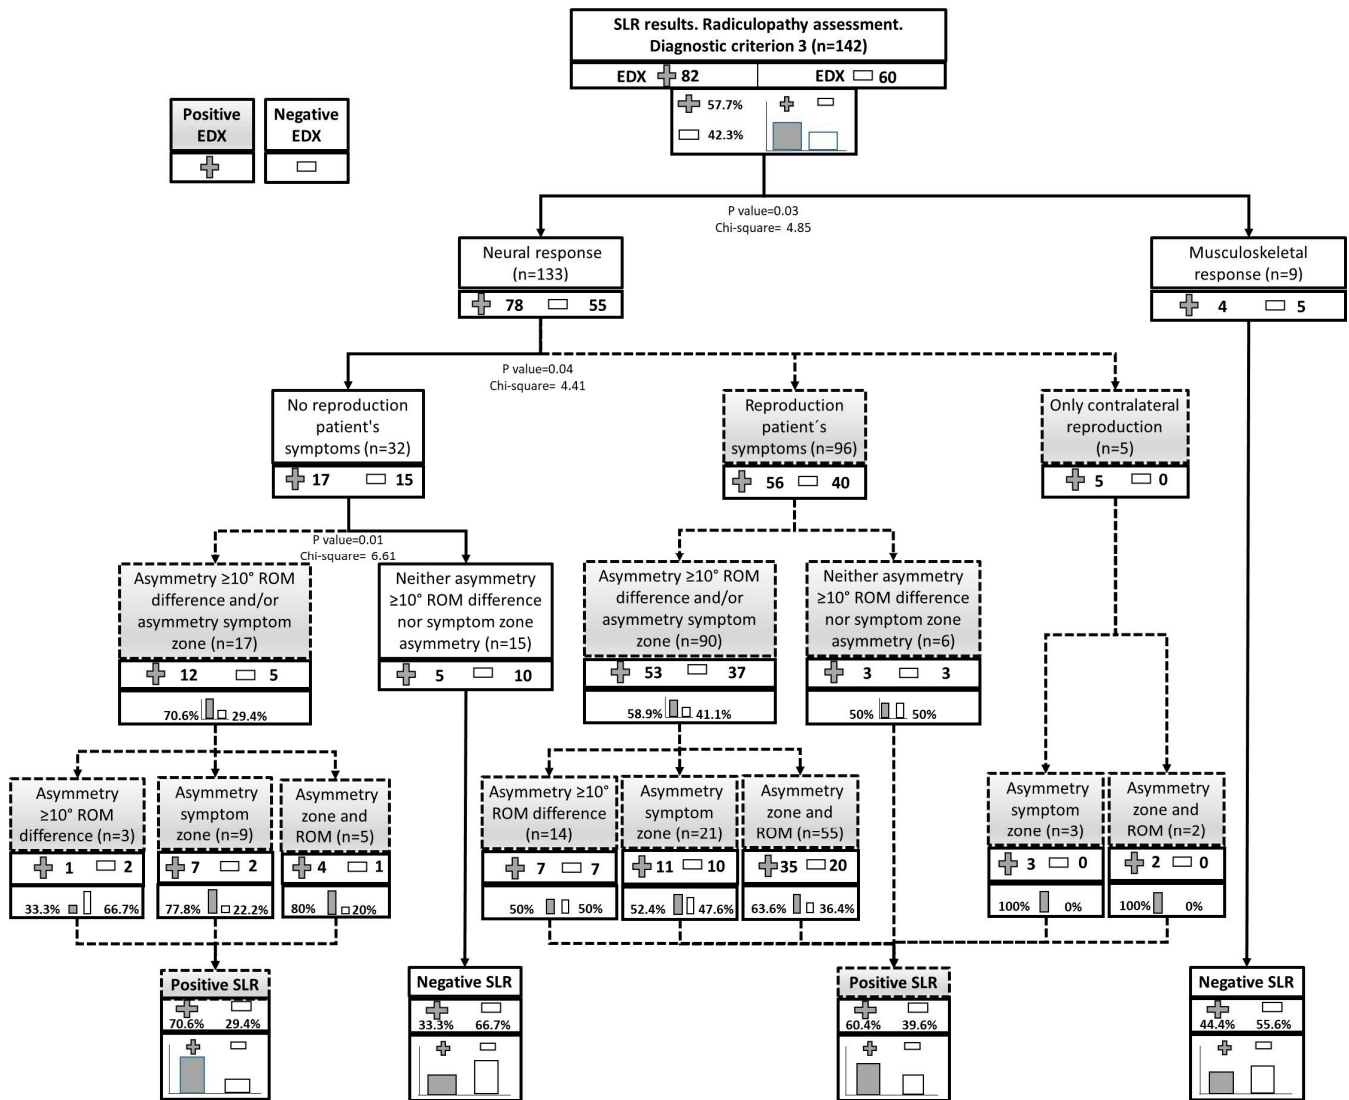 SLR results. Radiculopathy assessment.
Diagnostic criterion 3 (n=142)
EDX 82
EDX 60
57.7%
42.3%
Positive
EDX
Negative
EDX
P value=0.03
Chi-square= 4.85
Neural response
(n=133)
78 55
Musculoskeletal
response (n=9)
4 5
P value=0.04
Chi-square= 4.41
No reproduction
patient's
symptoms (n=32)
17 15
Reproduction
patient´s
symptoms (n=96)
56 40
Only contralateral
reproduction
(n=5)
5 0
P value=0.01
Chi-square= 6.61
Asymmetry ≥10° ROM
difference and/or
asymmetry symptom
zone
(n=17)
12 5
70.6% 29.4%
Neither asymmetry
≥10° ROM difference
nor symptom zone
asymmetry (n=15)
5 10
Asymmetry ≥10° ROM
difference and/or
asymmetry symptom
zone
(n=90)
53 37
58.9% 41.1%
Neither asymmetry
≥10° ROM difference
nor symptom zone
asymmetry (n=6)
3 3
50% 50%
Asymmetry
≥10° ROM
difference (n=3)
1 2
33.3% 66.7%
Asymmetry
symptom
zone (n=9)
7 2
77.8% 22.2%
Asymmetry
zone and
ROM (n=5)
4 1
80% 20%
Asymmetry ≥10°
ROM difference
(n=14)
7 7
50% 50%
Asymmetry
symptom
zone (n=21)
11 10
52.4% 47.6%
Asymmetry
zone and
ROM (n=55)
35 20
63.6% 36.4%
Asymmetry
symptom
zone (n=3)
3 0
100% 0%
Asymmetry
zone and
ROM (n=2)
2 0
100% 0%
Positive SLR
70.6% 29.4%
Negative SLR
33.3% 66.7%
Positive SLR
60.4% 39.6%
Negative SLR
44.4% 55.6%